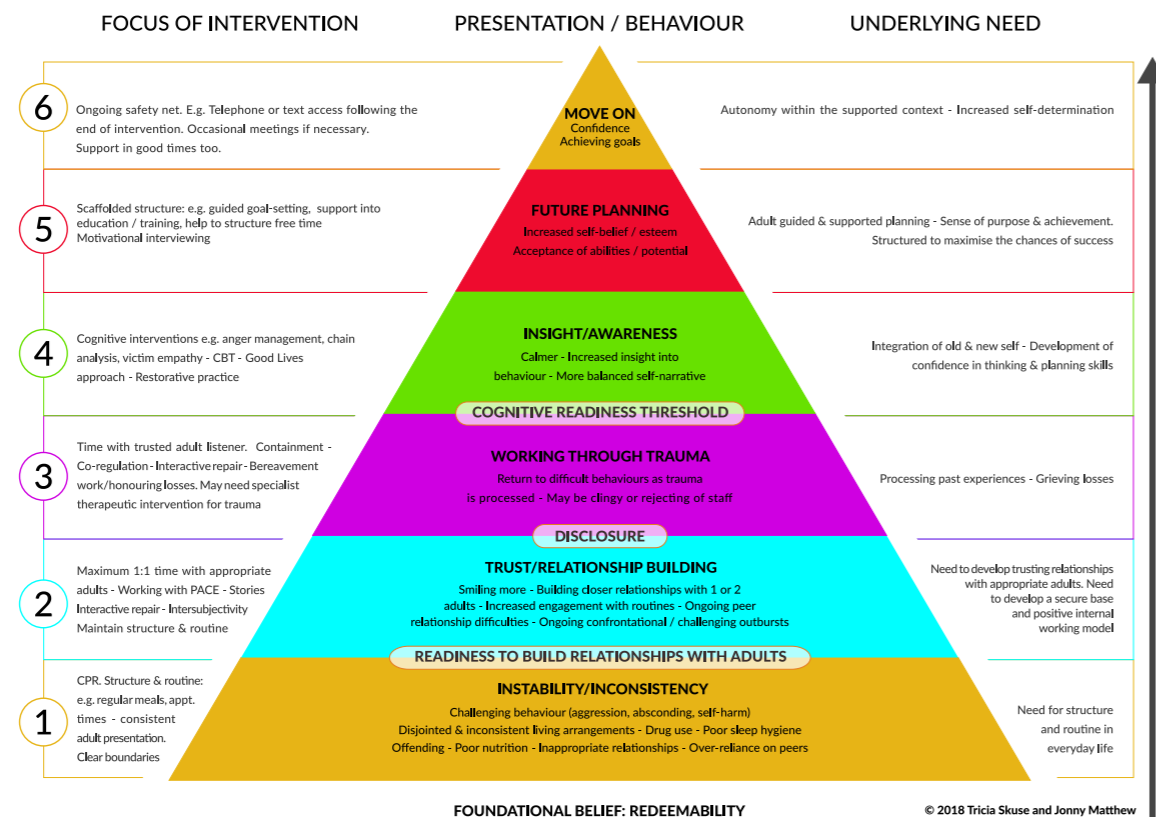 FOCUS OF INTERVENTION
PRESENTATION / BEHAVIOUR
UNDERLYING NEED
6
Ongoing safety net. E.g. Telephone or text access following the
end of intervention. Occasional meetings if necessary.
Support in good times too.
MOVE ON
Confidence
Achieving goals
Autonomy within the supported context - Increased self-determination
5
Scaffolded structure: e.g. guided goal-setting, support into
education / training, help to structure free time
Motivational interviewing
FUTURE PLANNING
Increased self-belief / esteem
Acceptance of abilities / potential
Adult guided & supported planning - Sense of purpose & achievement.
Structured to maximise the chances of success
4
Cognitive interventions e.g. anger management, chain
analysis, victim empathy - CBT - Good Lives
approach - Restorative practice
INSIGHT/AWARENESS
Calmer - Increased insight into
behaviour - More balanced self-narrative
Integration of old & new self - Development of
confidence in thinking & planning skills
COGNITIVE READINESS THRESHOLD
3
Time with trusted adult listener. Containment -
Co-regulation - Interactive repair - Bereavement
work/honouring losses. May need specialist
therapeutic intervention for trauma
WORKING THROUGH TRAUMA
Return to difficult behaviours as trauma
is processed - May be clingy or rejecting of staff
Processing past experiences - Grieving losses
DISCLOSURE
2
Maximum 1:1 time with appropriate
adults - Working with PACE - Stories
Interactive repair - Intersubjectivity
Maintain structure & routine
TRUST/RELATIONSHIP BUILDING
Smiling more - Building closer relationships with 1 or 2
adults - Increased engagement with routines - Ongoing peer
relationship difficulties - Ongoing confrontational / challenging outbursts
Need to develop trusting relationships
with appropriate adults. Need
to develop a secure base
and positive internal
working model
READINESS TO BUILD RELATIONSHIPS WITH ADULTS
1
CPR. Structure & routine:
e.g. regular meals, appt.
times - consistent
adult presentation.
Clear boundaries
INSTABILITY/INCONSISTENCY
Challenging behaviour (aggression, absconding, self-harm)
Disjointed & inconsistent living arrangements - Drug use - Poor sleep hygiene
Offending - Poor nutrition - Inappropriate relationships - Over-reliance on peers
Need for structure
and routine in
everyday life
FOUNDATIONAL BELIEF: REDEEMABILITY
© 2018 Tricia Skuse and Jonny Matthew